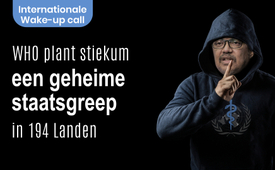 Internationale
Wake-up call
WHO plant stiekum
een geheime
staatsgreep
in 194 Landen